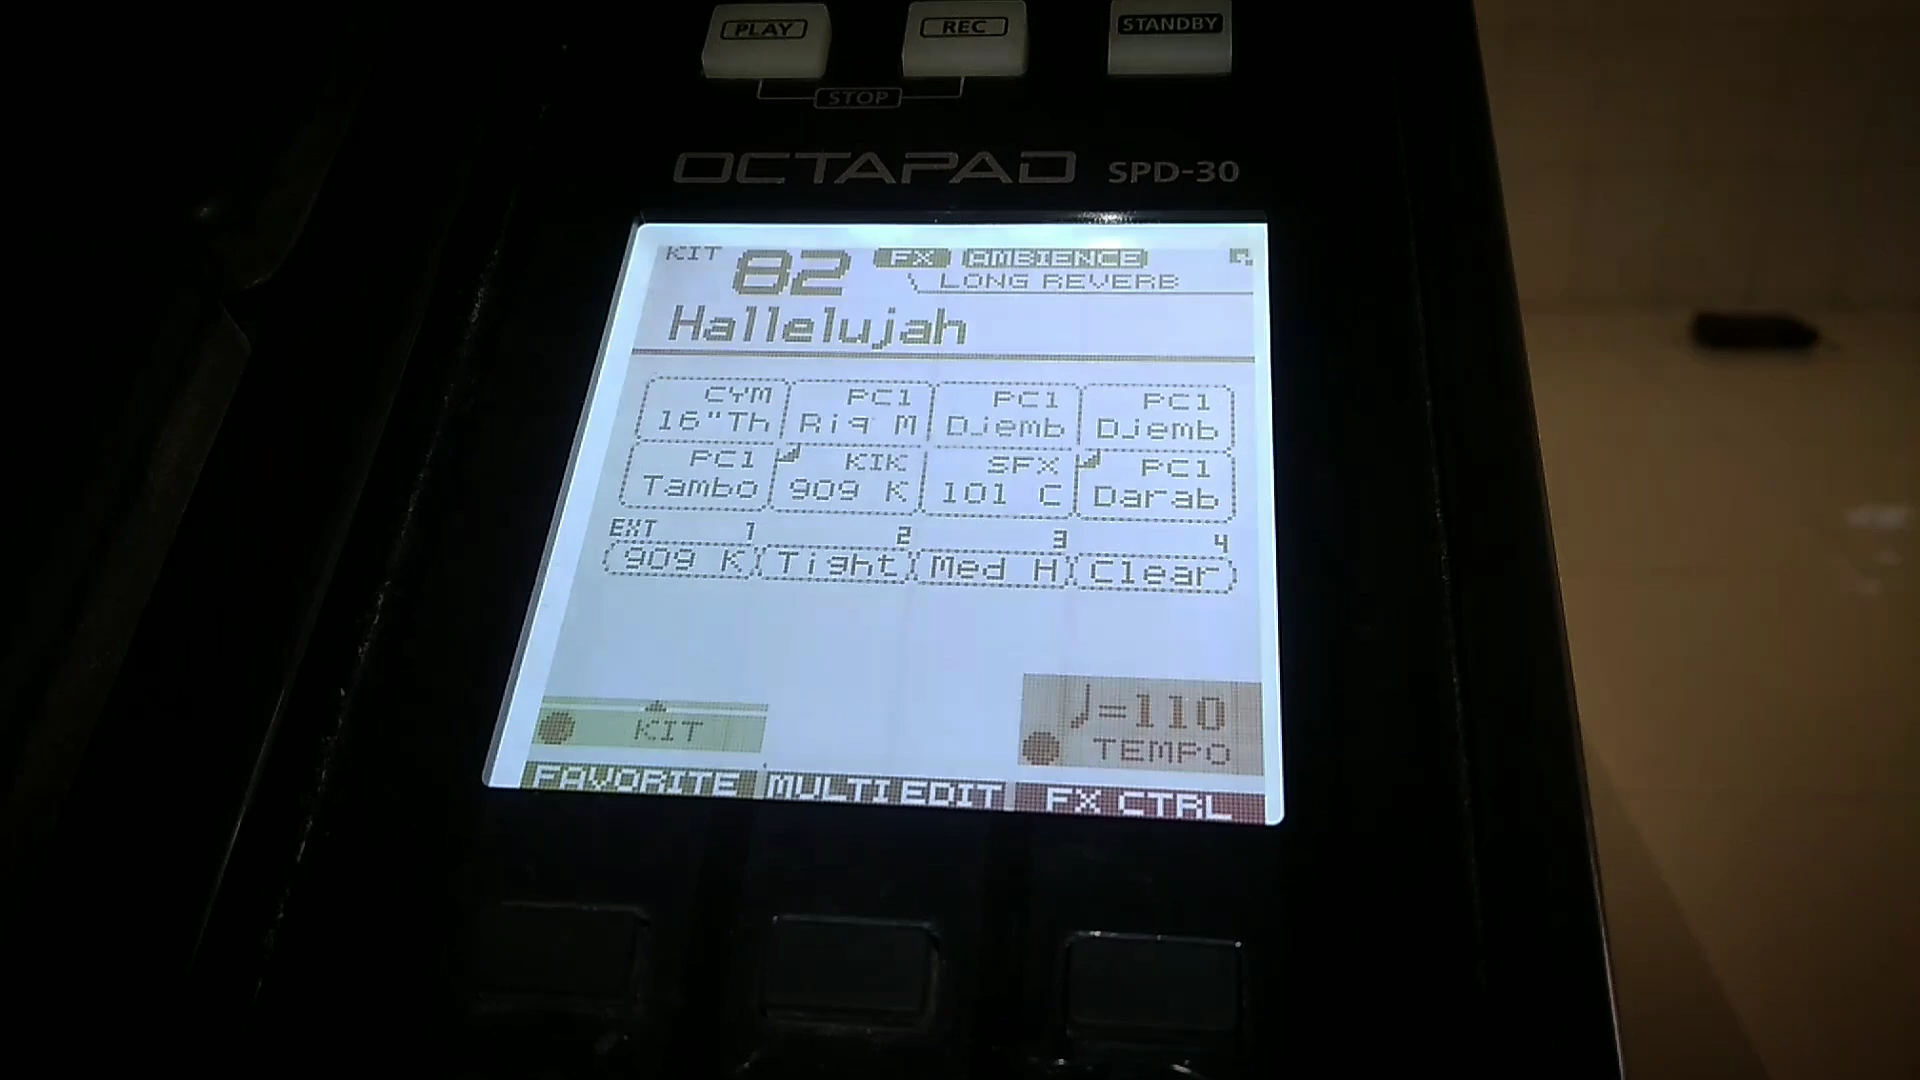 PLAY REC STANDBY
STOP
OCTAPAD SPD-30
KIT 82 FX AMBIENCE
LONG REVERB
Hallelujah
CYM PC1 PC1 PC1
16"Th Riq M Djemb Djemb
PC1 KIK SFX PC1
Tambo 909 K 101 C Darab
EXT 1 2 3 4
909 K Tight Med H Clear
♩=110
KIT TEMPO
FAVORITE MULTI EDIT FX CTRL